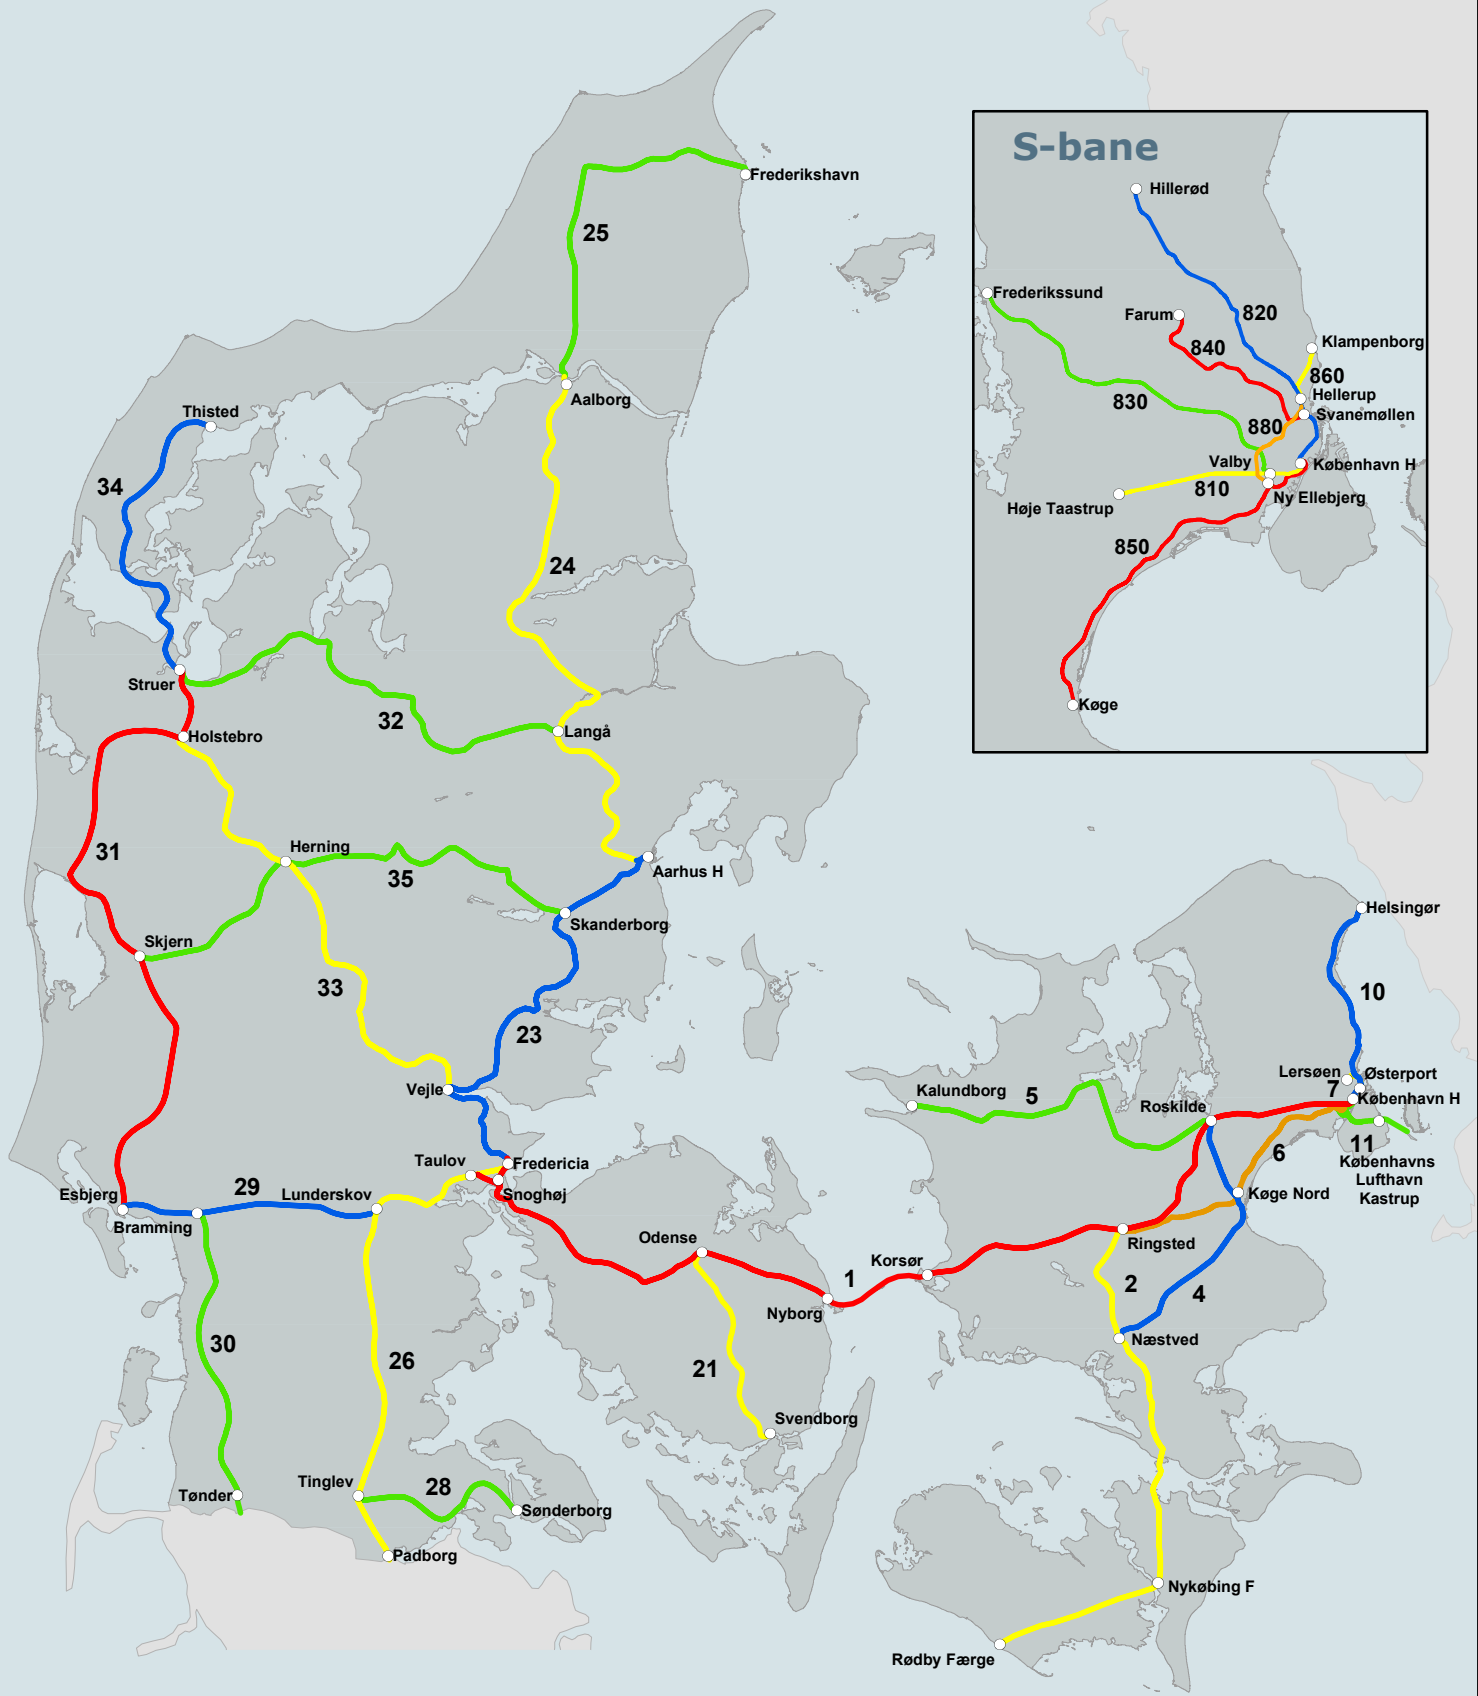 S-bane
Hillerød
Frederikshavn
25
Frederikssund
Farum
820
840
Klampenborg
860
Hellerup
830
880
Svanemøllen
Valby
København H
810
Ny Ellebjerg
Høje Taastrup
850
Køge
Aalborg
Thisted
34
24
Struer
32
Langå
Holstebro
31
Herning
35
Aarhus H
Skanderborg
Skjern
33
23
Helsingør
10
Vejle
Lersøen
Østerport
7
København H
Kalundborg
5
Roskilde
11
6
Københavns
Lufthavn
Kastrup
Taulov
Fredericia
Snoghøj
Esbjerg
29
Lunderskov
Bramming
Køge Nord
Odense
Ringsted
Korsør
1
2
4
Nyborg
Næstved
30
26
21
Svendborg
Tinglev
28
Tønder
Sønderborg
Padborg
Nykøbing F
Rødby Færge